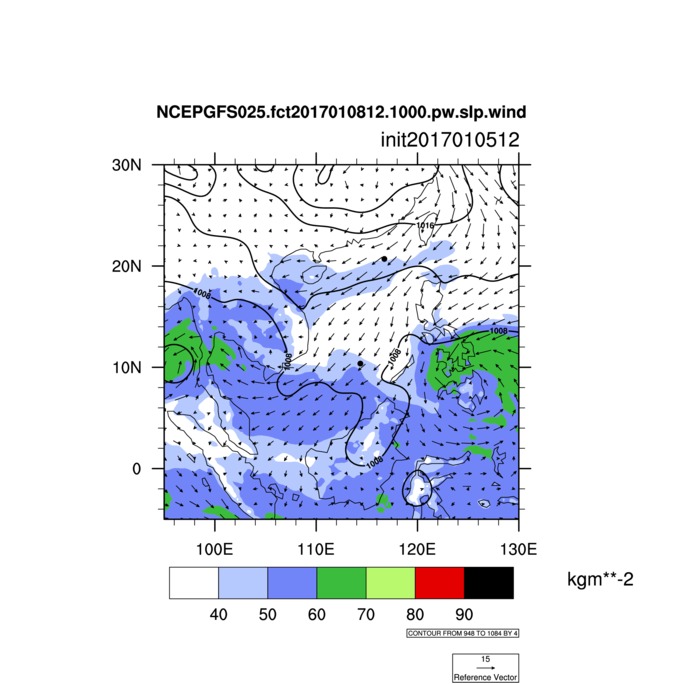 NCEPGFS025.fct2017010812.1000.pw.slp.wind
init2017010512
30N
1016
20N
1008
1008
1008
1008
10N
1008
0
100E 110E 120E 130E
kgm**-2
40 50 60 70 80 90
CONTOUR FROM 948 TO 1084 BY 4
15
Reference Vector